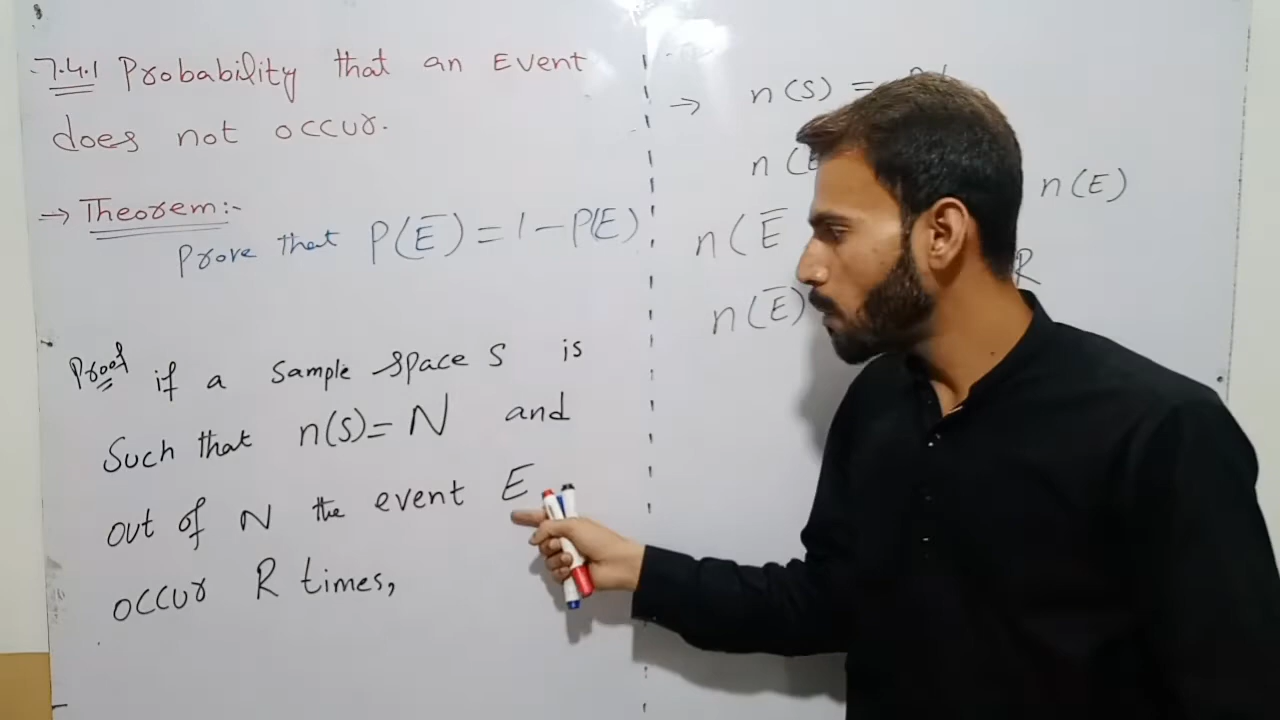 7.4.1 Probability that an Event
does not occur.
→ Theorem:-
Prove that P(Ē) = 1 - P(E)
Proof if a Sample space S is
Such that n(S) = N and
out of N the event E
occur R times,
→ n(S) =
n(E n(E)
n(Ē
R
n(Ē)